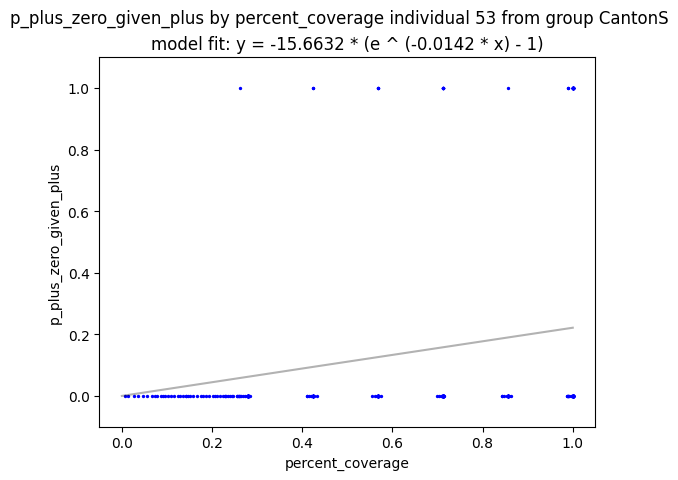 p_plus_zero_given_plus by percent_coverage individual 53 from group CantonS
model fit: y = -15.6632 * (e ^ (-0.0142 * x) - 1)
1.0
0.8
0.6
0.4
0.2
0.0
p_plus_zero_given_plus
0.0 0.2 0.4 0.6 0.8 1.0
percent_coverage